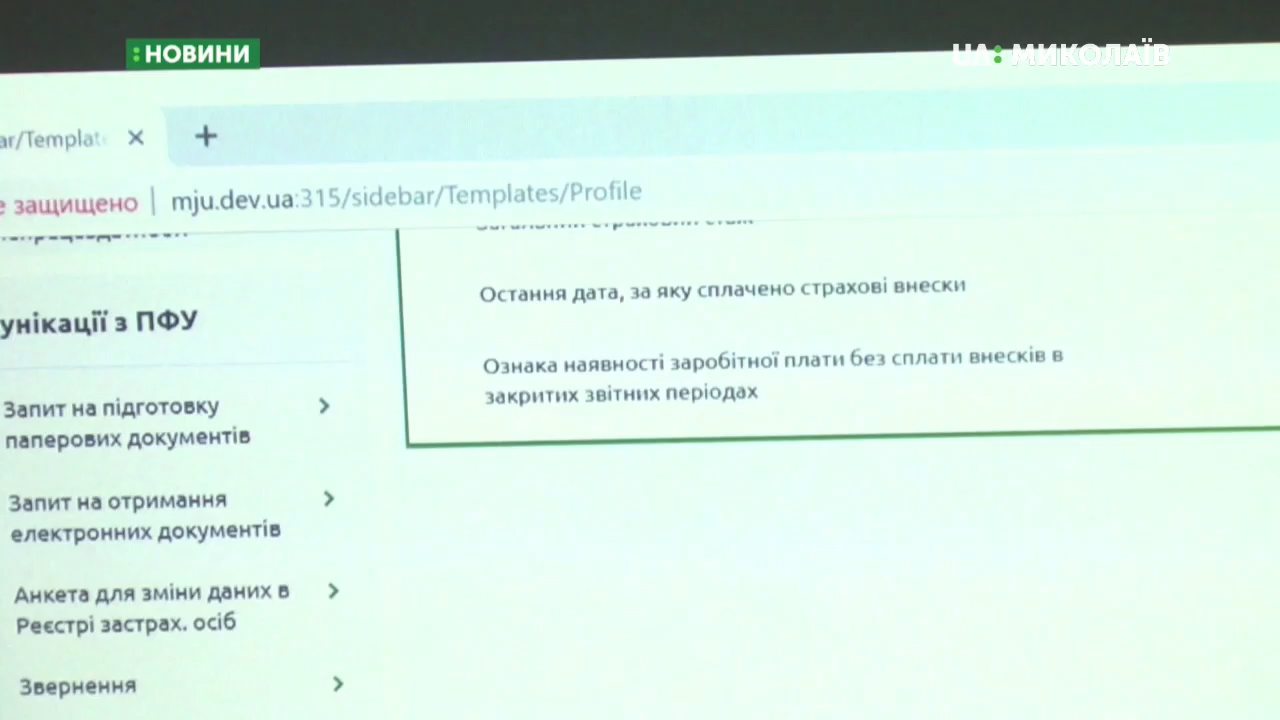 :НОВИНИ
UA: МИКОЛАЇВ
ar/Templat
mju.dev.ua:315/sidebar/Templates/Profile
защищено
Остання дата, за яку сплачено страхові внески
Ознака наявності заробітної плати без сплати внесків в
закритих звітних періодах
унікації з ПФУ
Запит на підготовку
паперових документів
Запит на отримання
електронних документів
Анкета для зміни даних в
Реєстрі застрах. осіб
Звернення